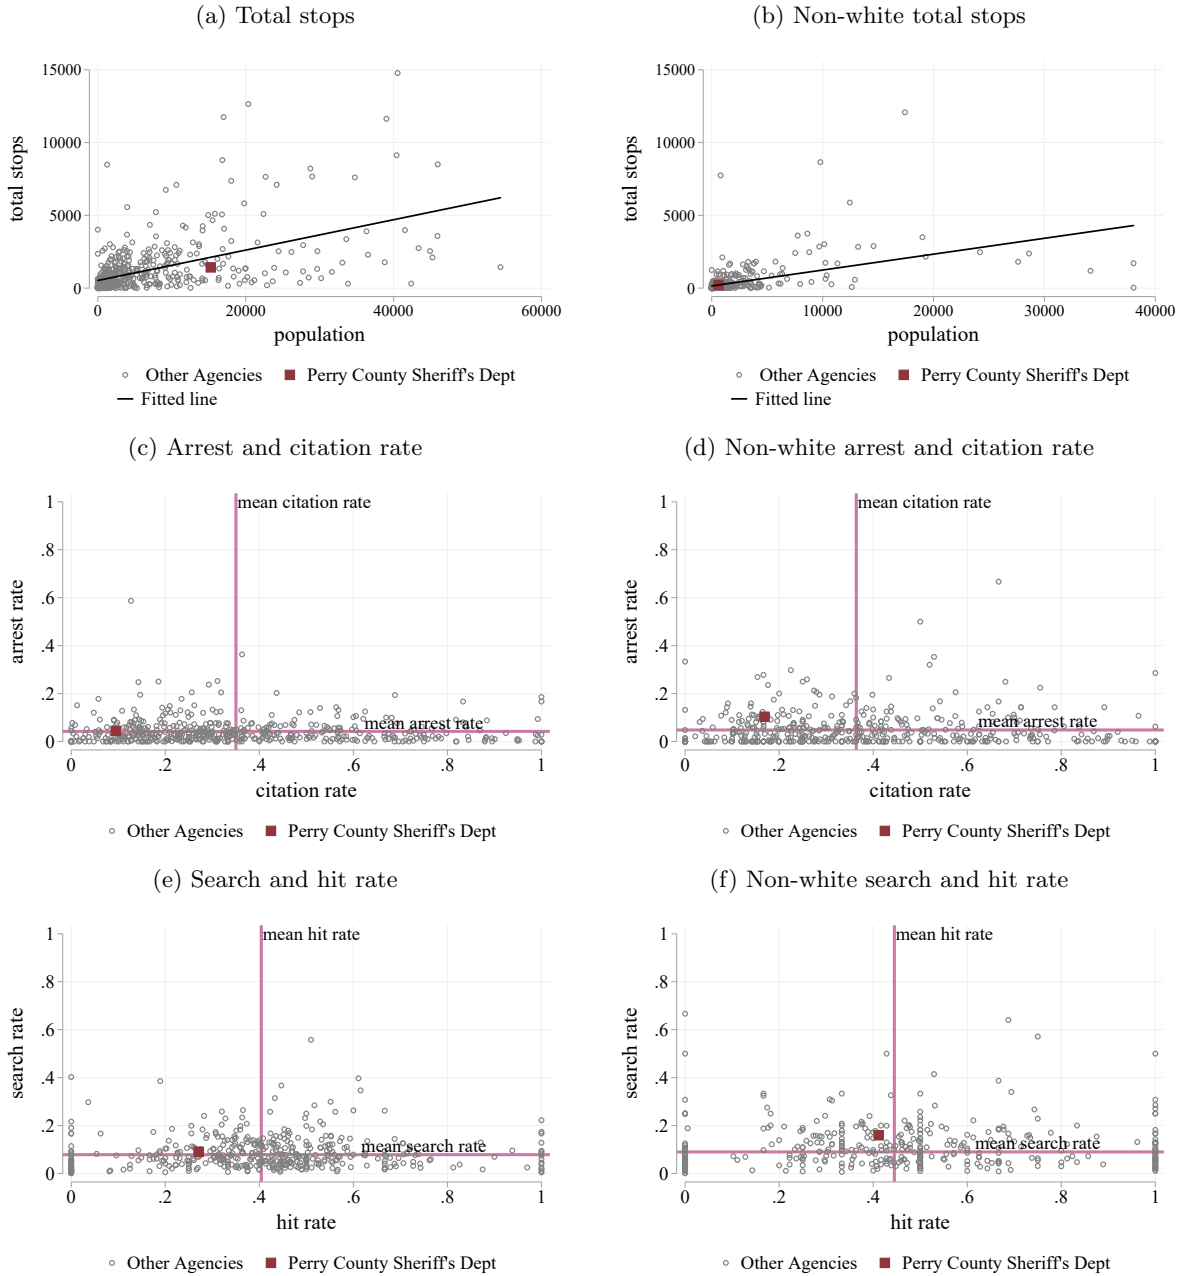 (a) Total stops
15000
10000
5000
0
total stops
0 20000 40000 60000
population
Other Agencies Perry County Sheriff's Dept
Fitted line
(b) Non-white total stops
15000
10000
5000
0
total stops
0 10000 20000 30000 40000
population
Other Agencies Perry County Sheriff's Dept
Fitted line
(c) Arrest and citation rate
1
.8
.6
.4
.2
0
arrest rate
mean citation rate
mean arrest rate
0 .2 .4 .6 .8 1
citation rate
Other Agencies Perry County Sheriff's Dept
(d) Non-white arrest and citation rate
1
.8
.6
.4
.2
0
arrest rate
mean citation rate
mean arrest rate
0 .2 .4 .6 .8 1
citation rate
Other Agencies Perry County Sheriff's Dept
(e) Search and hit rate
1
.8
.6
.4
.2
0
search rate
mean hit rate
mean search rate
0 .2 .4 .6 .8 1
hit rate
Other Agencies Perry County Sheriff's Dept
(f) Non-white search and hit rate
1
.8
.6
.4
.2
0
search rate
mean hit rate
mean search rate
0 .2 .4 .6 .8 1
hit rate
Other Agencies Perry County Sheriff's Dept